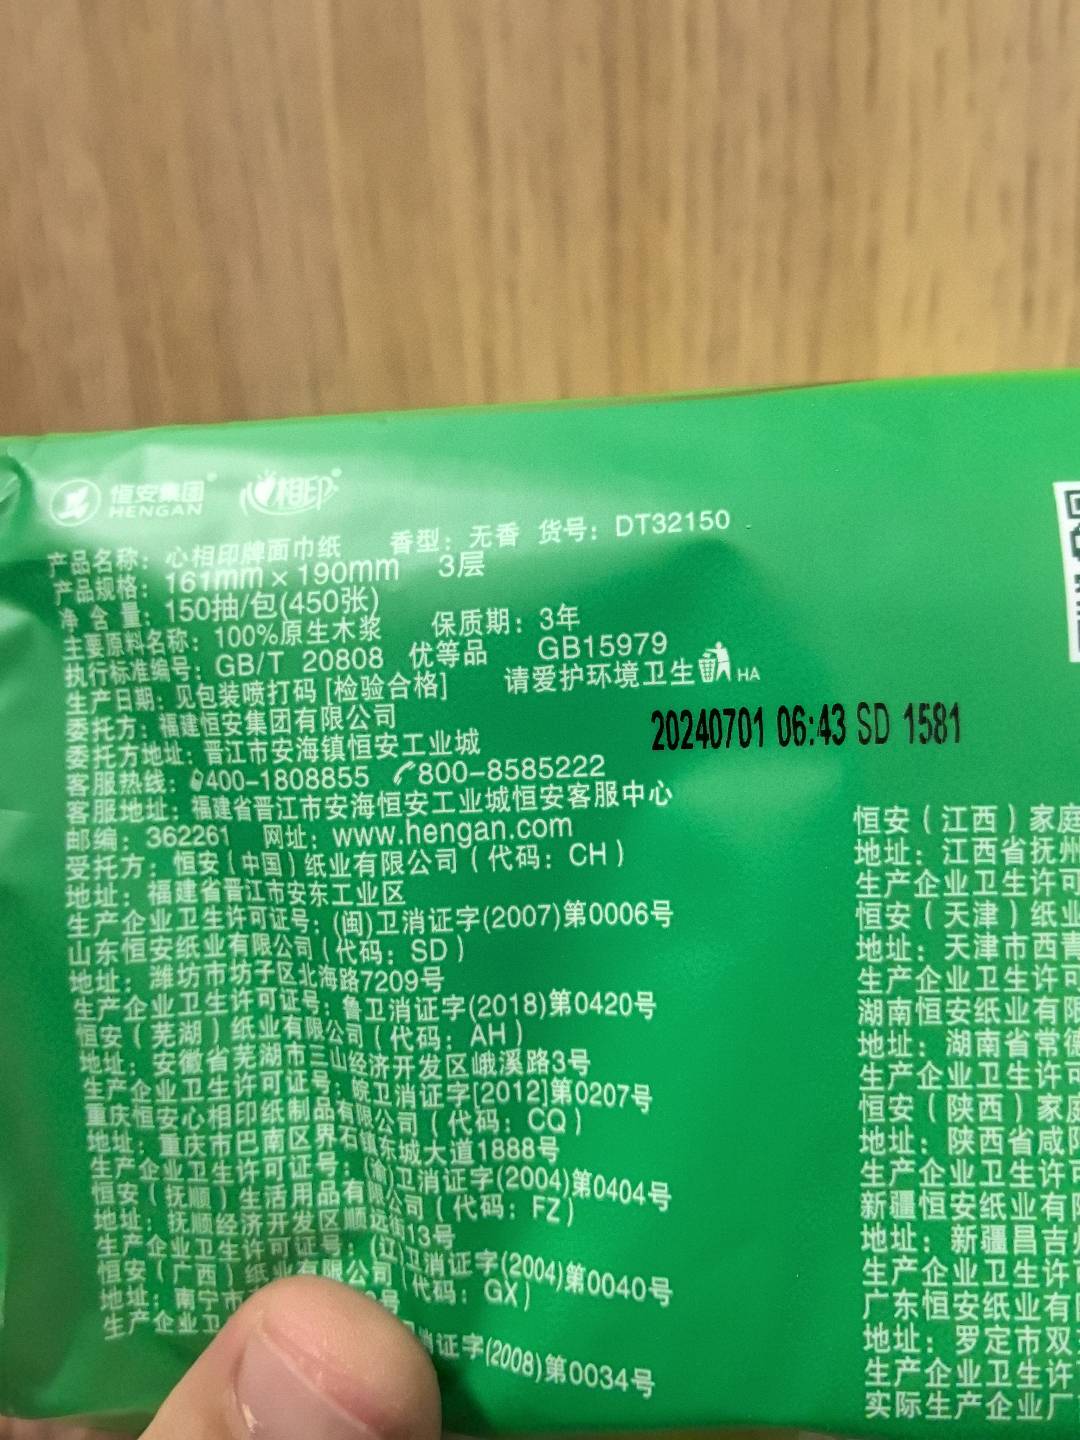 恒安集团
HENGAN
心相印
产品名称：心相印牌面巾纸 香型：无香 货号：DT32150
产品规格：161mm×190mm 3层
净含量：150抽/包(450张)
主要原料名称：100%原生木浆 保质期：3年
执行标准编号：GB/T 20808 优等品 GB15979
生产日期：见包装喷打码 [检验合格] 请爱护环境卫生 HA
委托方：福建恒安集团有限公司
委托方地址：晋江市安海镇恒安工业城
客服热线：400-1808855 800-8585222
客服地址：福建省晋江市安海恒安工业城恒安客服中心
邮编：362261 网址：www.hengan.com
受托方：恒安（中国）纸业有限公司（代码：CH）
地址：福建省晋江市安东工业区
生产企业卫生许可证号：(闽)卫消证字(2007)第0006号
山东恒安纸业有限公司（代码：SD）
地址：潍坊市坊子区北海路7209号
生产企业卫生许可证号：鲁卫消证字(2018)第0420号
恒安（芜湖）纸业有限公司（代码：AH）
地址：安徽省芜湖市三山经济开发区峨溪路3号
生产企业卫生许可证号：皖卫消证字[2012]第0207号
重庆恒安心相印纸制品有限公司（代码：CQ）
地址：重庆市巴南区界石镇东城大道1888号
生产企业卫生许可证号：(渝)卫消证字(2004)第0404号
恒安（抚顺）生活用品有限公司（代码：FZ）
地址：抚顺经济开发区顺远街13号
生产企业卫生许可证号：(辽)卫消证字(2004)第0040号
恒安（广西）纸业有限公司（代码：GX）
地址：南宁市 号
生产企业卫 消证字(2008)第0034号
20240701 06:43 SD 1581
恒安（江西）家庭
地址：江西省抚州
生产企业卫生许可
恒安（天津）纸业
地址：天津市西青
生产企业卫生许可
湖南恒安纸业有限
地址：湖南省常德
生产企业卫生许可
恒安（陕西）家庭
地址：陕西省咸阳
生产企业卫生许可
新疆恒安纸业有限
地址：新疆昌吉州
生产企业卫生许可
广东恒安纸业有限
地址：罗定市双
生产企业卫生许
实际生产企业厂